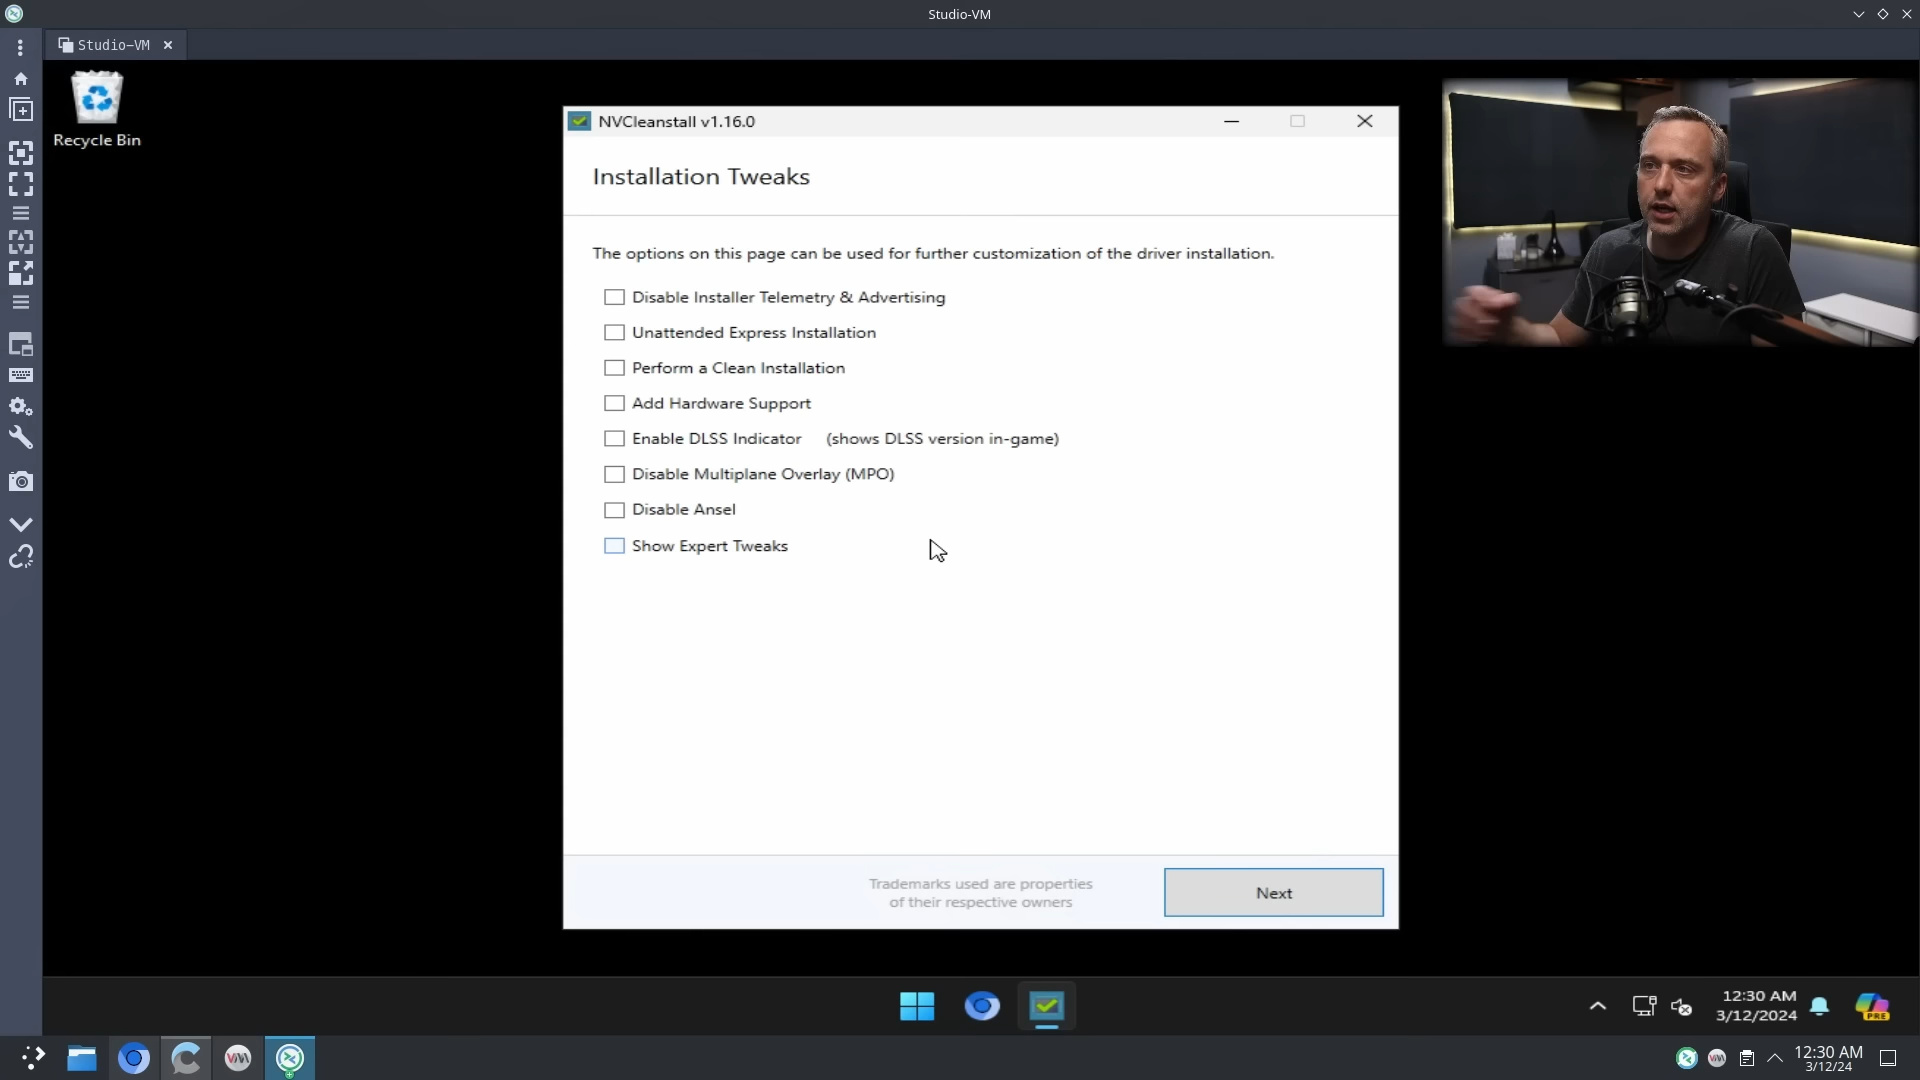 Studio-VM
Studio-VM
Recycle Bin
NVCleanstall v1.16.0
Installation Tweaks
The options on this page can be used for further customization of the driver installation.
Disable Installer Telemetry & Advertising
Unattended Express Installation
Perform a Clean Installation
Add Hardware Support
Enable DLSS Indicator (shows DLSS version in-game)
Disable Multiplane Overlay (MPO)
Disable Ansel
Show Expert Tweaks
Trademarks used are properties
of their respective owners
Next
12:30 AM
3/12/2024
PRE
12:30 AM
3/12/24